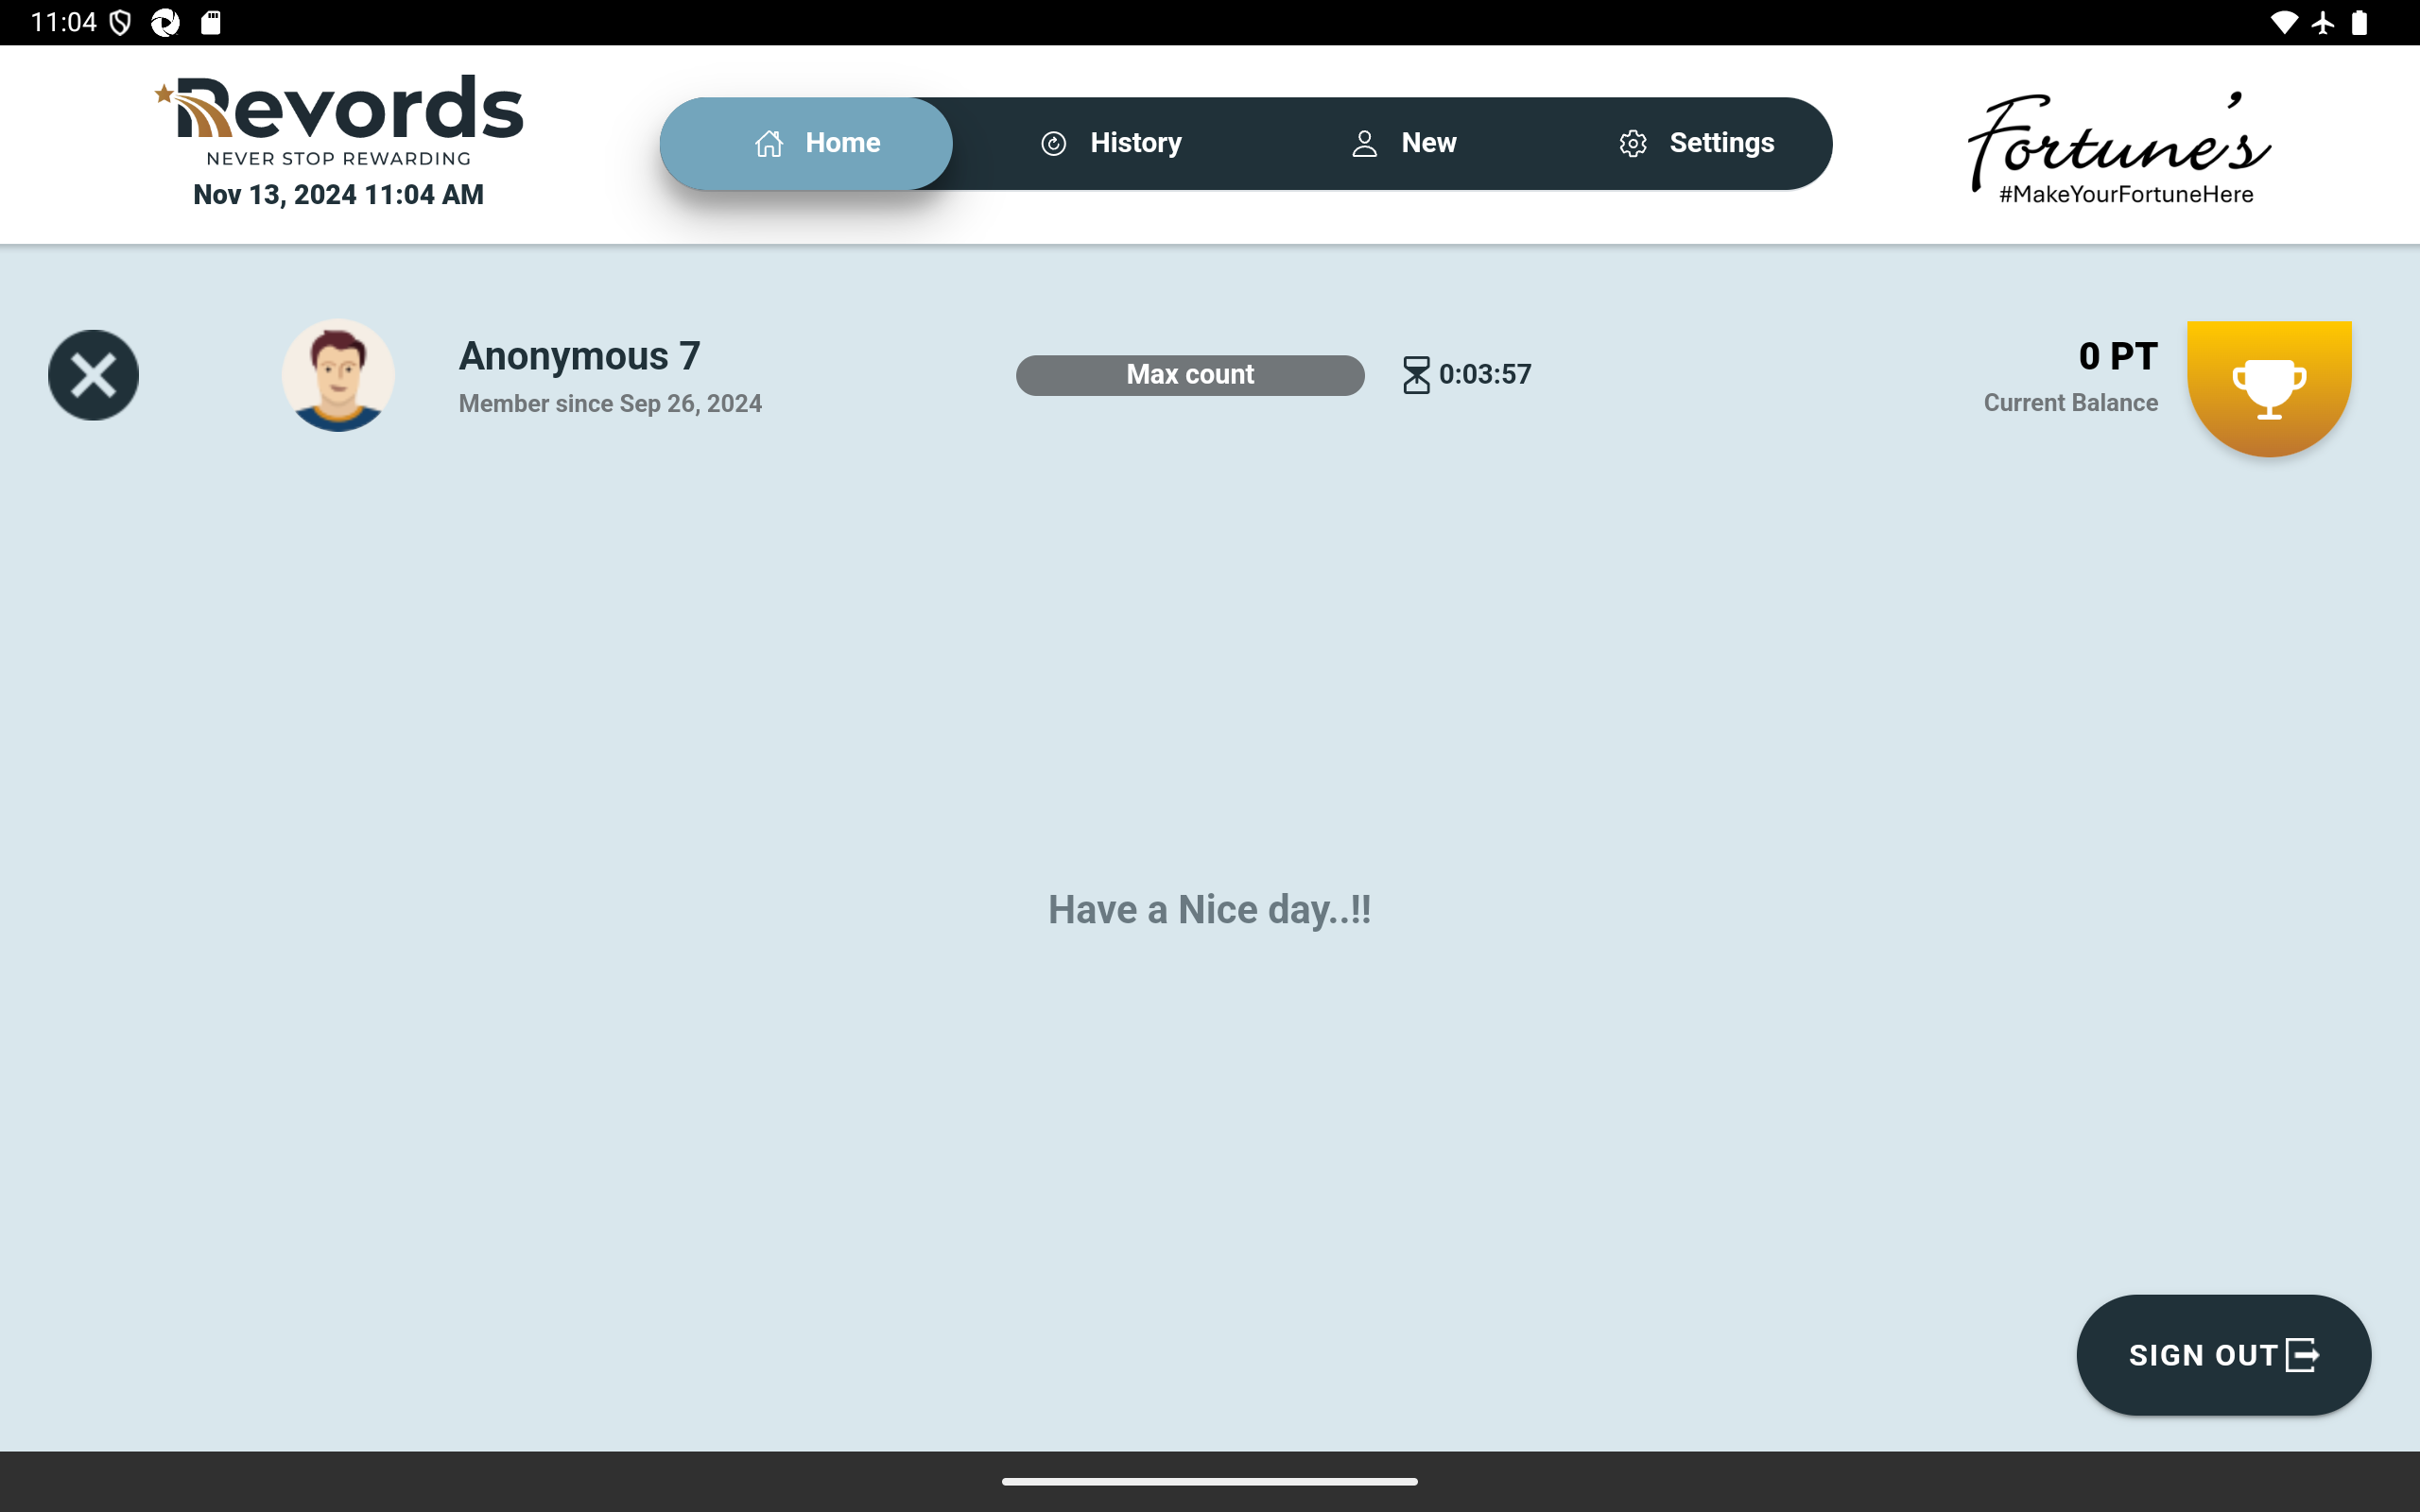 11:04
Revords
NEVER STOP REWARDING
Nov 13, 2024 11:04 AM
Home
History
New
Settings
Fortune's
#MakeYourFortuneHere
Anonymous 7
Member since Sep 26, 2024
Max count
0:03:57
0 PT
Current Balance
Have a Nice day..!!
SIGN OUT